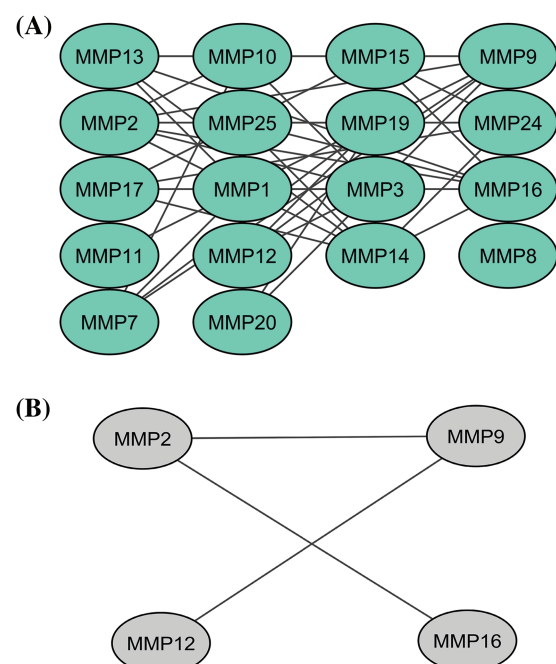 (A)
MMP13 MMP10 MMP15 MMP9
MMP2 MMP25 MMP19 MMP24
MMP17 MMP1 MMP3 MMP16
MMP11 MMP12 MMP14 MMP8
MMP7 MMP20
(B)
MMP2 MMP9
MMP12 MMP16